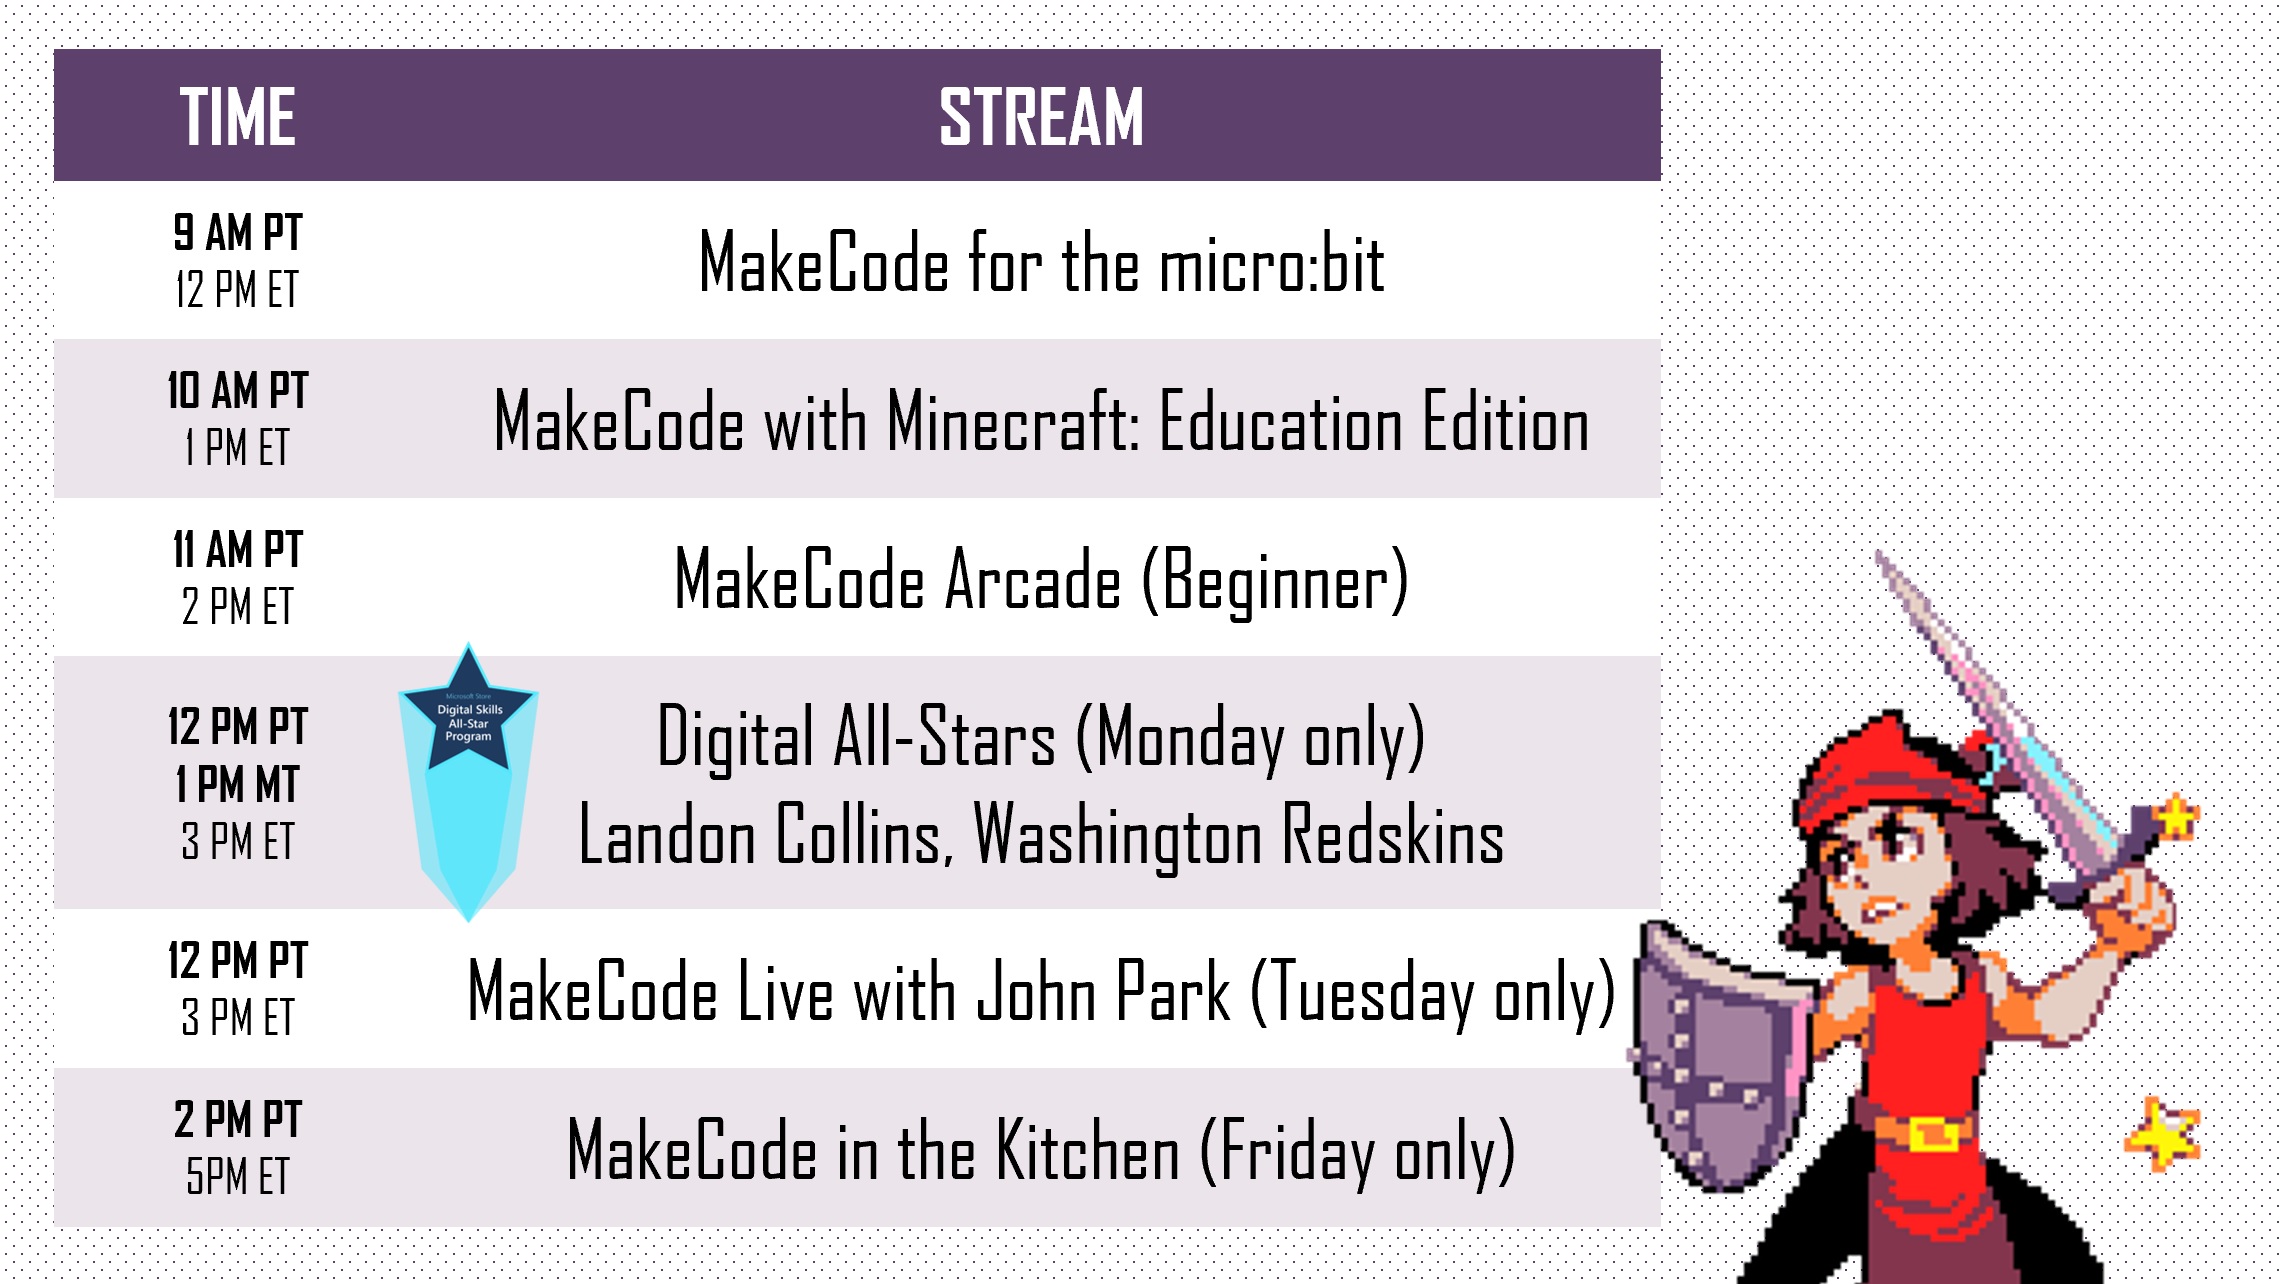 TIME STREAM
9 AM PT
12 PM ET
MakeCode for the micro:bit
10 AM PT
1 PM ET
MakeCode with Minecraft: Education Edition
11 AM PT
2 PM ET
MakeCode Arcade (Beginner)
12 PM PT
1 PM MT
3 PM ET
Microsoft Store
Digital Skills
All-Star
Program
Digital All-Stars (Monday only)
Landon Collins, Washington Redskins
12 PM PT
3 PM ET
MakeCode Live with John Park (Tuesday only)
2 PM PT
5PM ET
MakeCode in the Kitchen (Friday only)